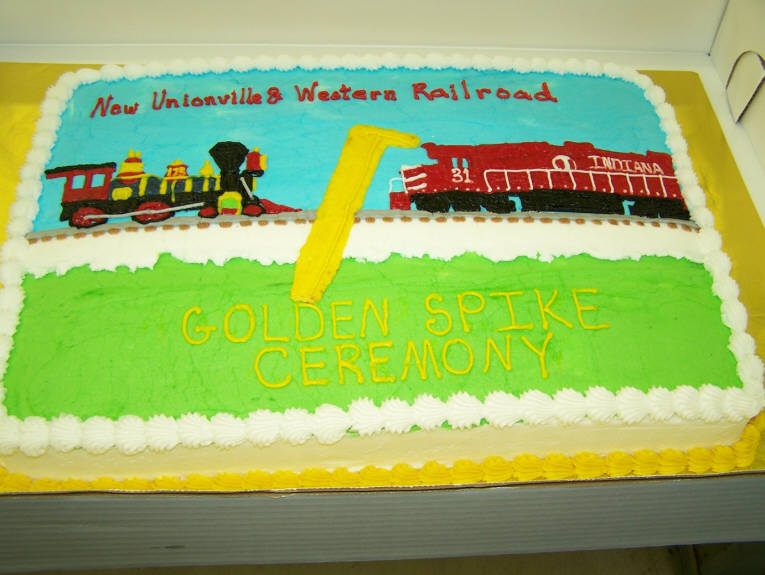 New Unionville & Western Railroad
31
INDIANA
GOLDEN SPIKE
CEREMONY